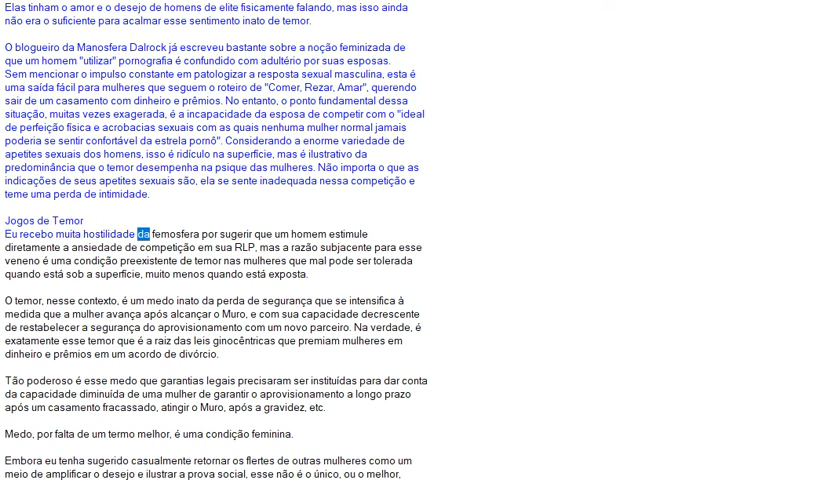 Elas tinham o amor e o desejo de homens de elite fisicamente falando, mas isso ainda
não era o suficiente para acalmar esse sentimento inato de temor.
O blogueiro da Manosfera Dalrock já escreveu bastante sobre a noção feminizada de
que um homem "utilizar" pornografia é confundido com adultério por suas esposas.
Sem mencionar o impulso constante em patologizar a resposta sexual masculina, esta é
uma saída fácil para mulheres que seguem o roteiro de "Comer, Rezar, Amar", querendo
sair de um casamento com dinheiro e prêmios. No entanto, o ponto fundamental dessa
situação, muitas vezes exagerada, é a incapacidade da esposa de competir com o "ideal
de perfeição física e acrobacias sexuais com as quais nenhuma mulher normal jamais
poderia se sentir confortável da estrela pornô". Considerando a enorme variedade de
apetites sexuais dos homens, isso é ridículo na superfície, mas é ilustrativo da
predominância que o temor desempenha na psique das mulheres. Não importa o que as
indicações de seus apetites sexuais são, ela se sente inadequada nessa competição e
teme uma perda de intimidade.
Jogos de Temor
Eu recebo muita hostilidade da femosfera por sugerir que um homem estimule
diretamente a ansiedade de competição em sua RLP, mas a razão subjacente para esse
veneno é uma condição preexistente de temor nas mulheres que mal pode ser tolerada
quando está sob a superfície, muito menos quando está exposta.
O temor, nesse contexto, é um medo inato da perda de segurança que se intensifica à
medida que a mulher avança após alcançar o Muro, e com sua capacidade decrescente
de restabelecer a segurança do aprovisionamento com um novo parceiro. Na verdade, é
exatamente esse temor que é a raiz das leis ginocêntricas que premiam mulheres em
dinheiro e prêmios em um acordo de divórcio.
Tão poderoso é esse medo que garantias legais precisaram ser instituídas para dar conta
da capacidade diminuída de uma mulher de garantir o aprovisionamento a longo prazo
após um casamento fracassado, atingir o Muro, após a gravidez, etc.
Medo, por falta de um termo melhor, é uma condição feminina.
Embora eu tenha sugerido casualmente retornar os flertes de outras mulheres como um
meio de amplificar o desejo e ilustrar a prova social, esse não é o único, ou o melhor,